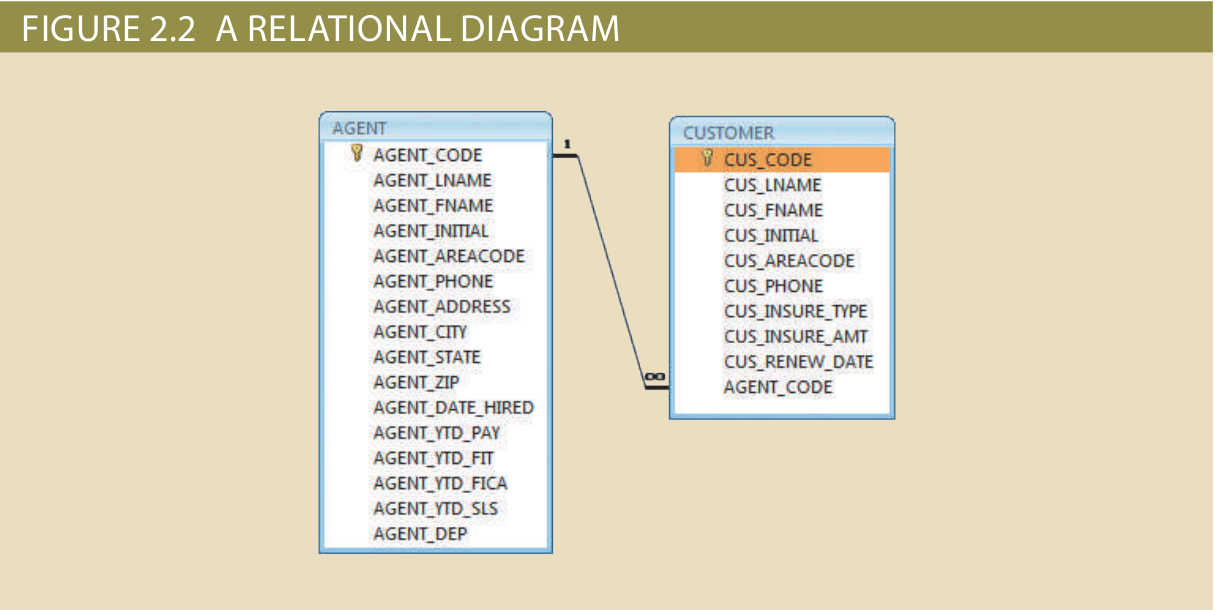 FIGURE 2.2 A RELATIONAL DIAGRAM
AGENT
AGENT_CODE
AGENT_LNAME
AGENT_FNAME
AGENT_INITIAL
AGENT_AREACODE
AGENT_PHONE
AGENT_ADDRESS
AGENT_CITY
AGENT_STATE
AGENT_ZIP
AGENT_DATE_HIRED
AGENT_YTD_PAY
AGENT_YTD_FIT
AGENT_YTD_FICA
AGENT_YTD_SLS
AGENT_DEP
1
∞
CUSTOMER
CUS_CODE
CUS_LNAME
CUS_FNAME
CUS_INITIAL
CUS_AREACODE
CUS_PHONE
CUS_INSURE_TYPE
CUS_INSURE_AMT
CUS_RENEW_DATE
AGENT_CODE